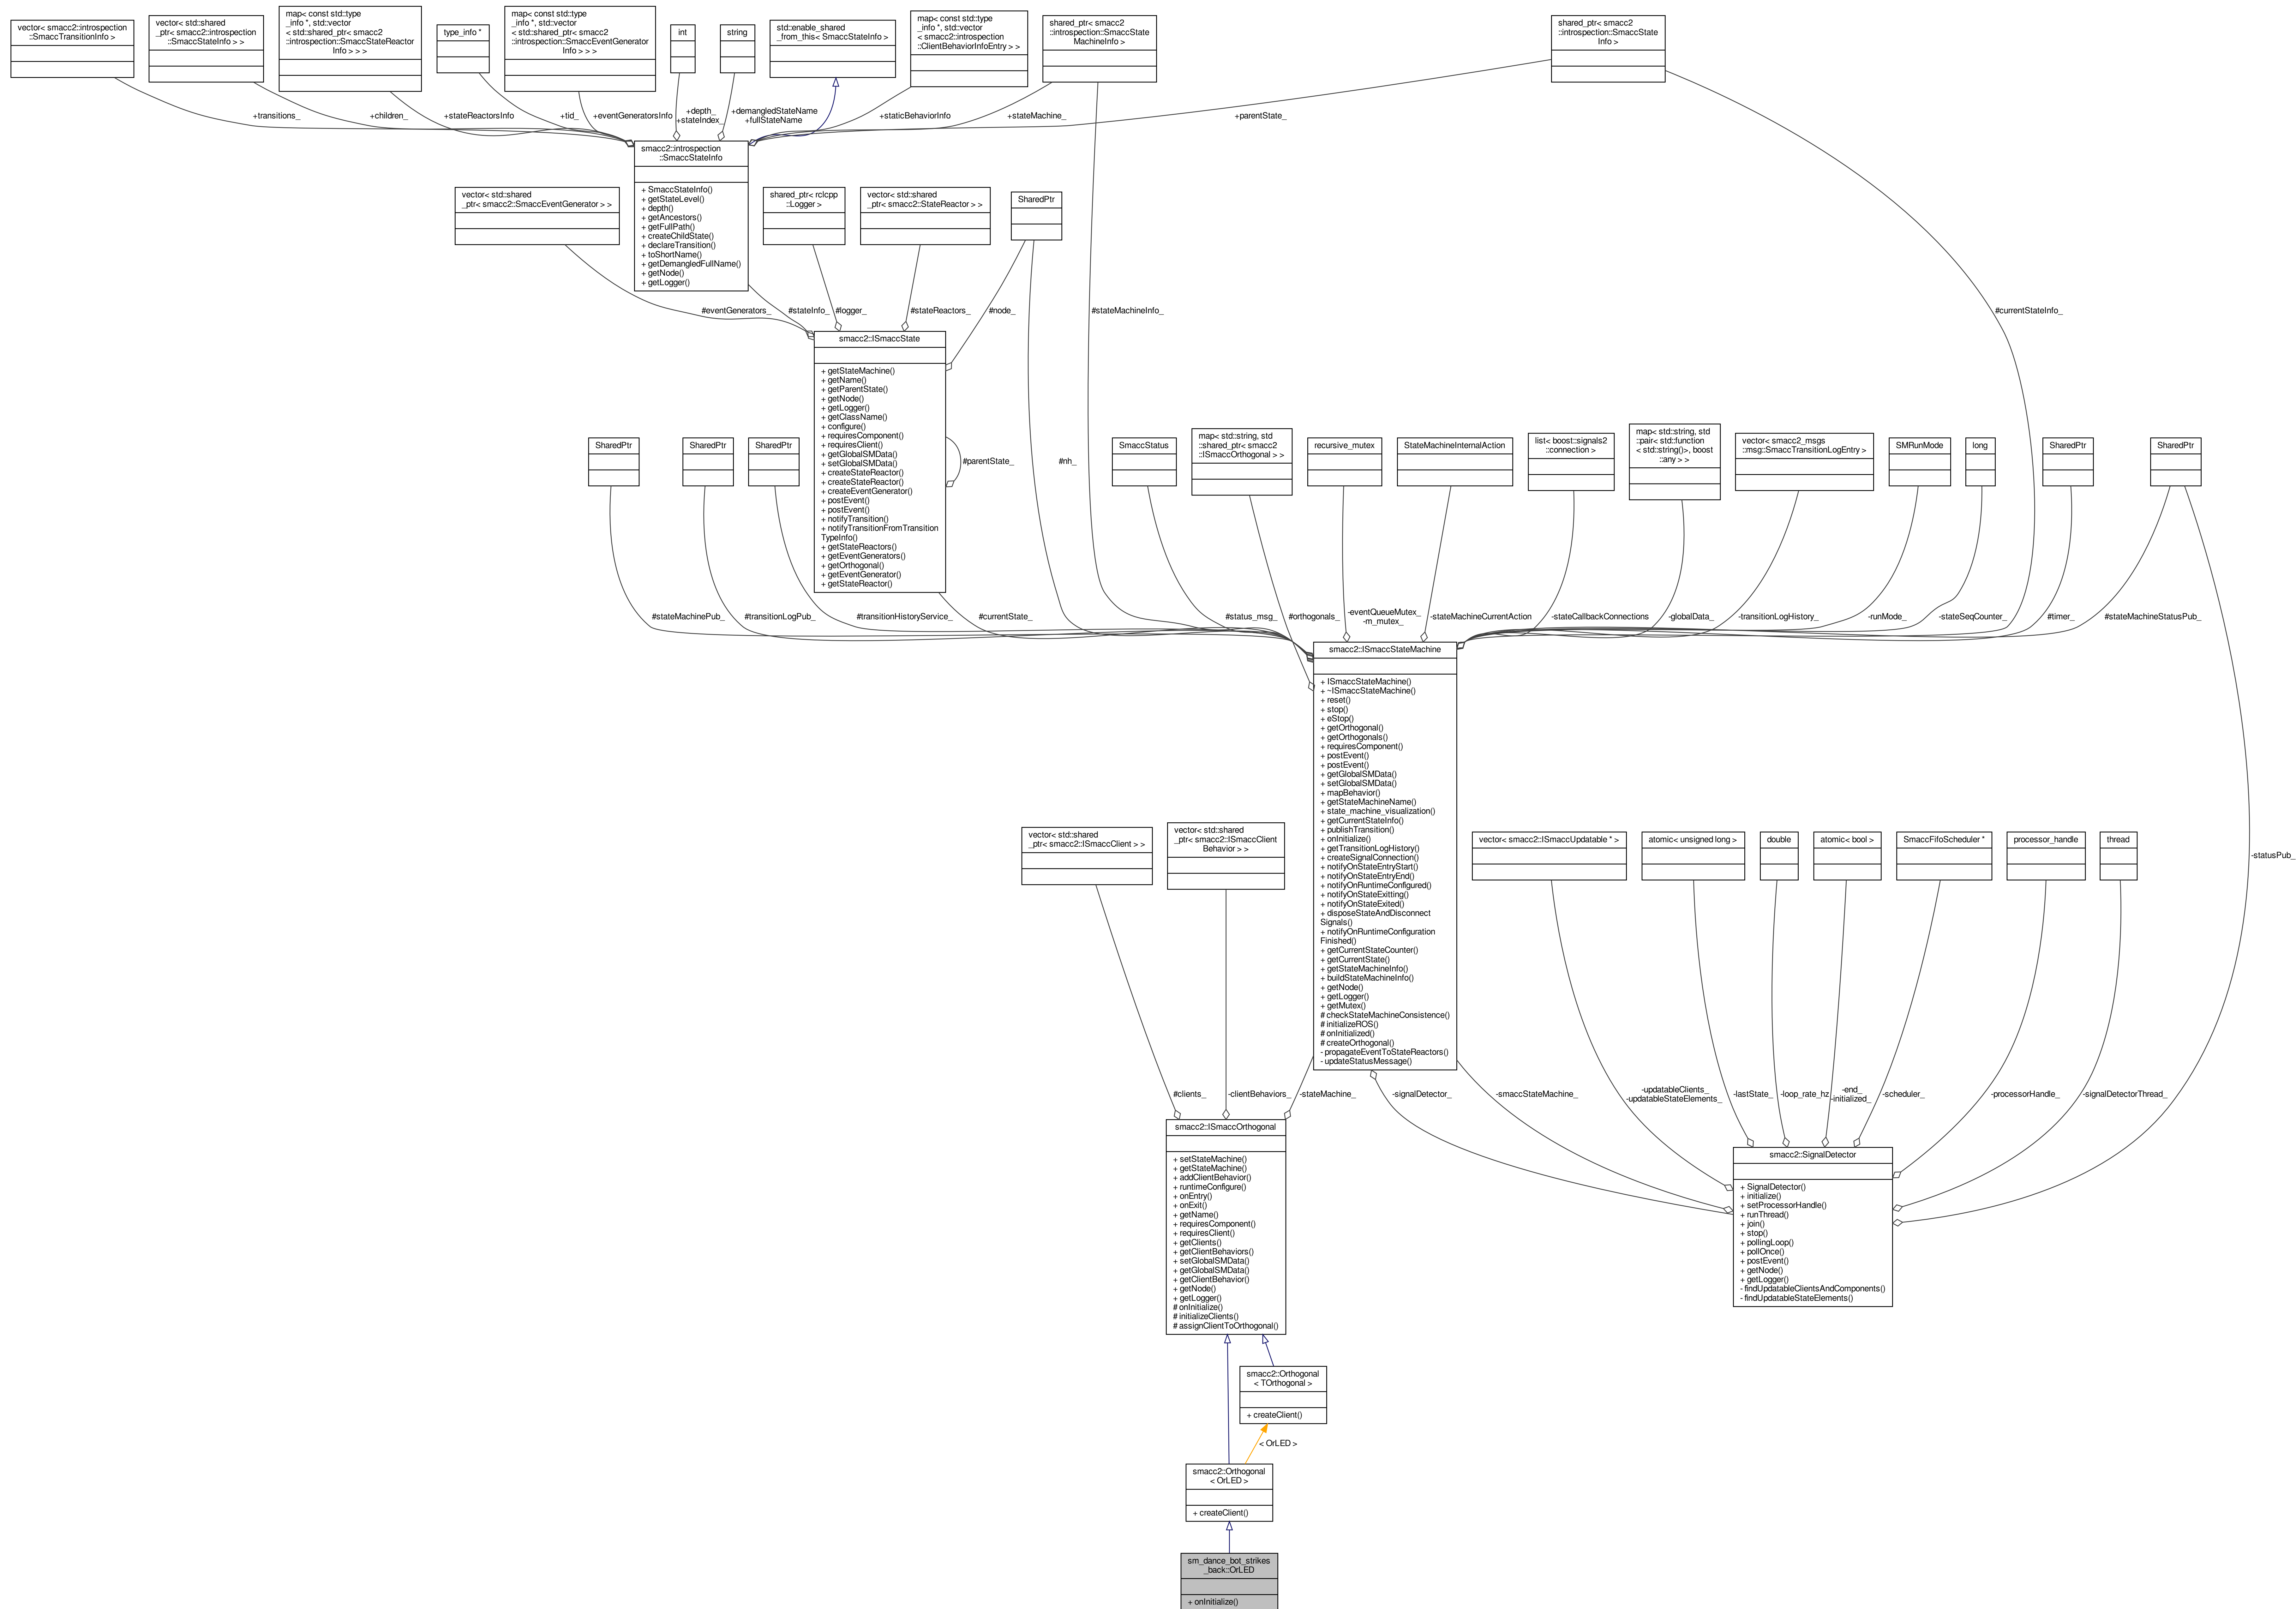 vector< smacc2::introspection
::SmaccTransitionInfo >
vector< std::shared
_ptr< smacc2::introspection
::SmaccStateInfo > >
map< const std::type
_info *, std::vector
< std::shared_ptr< smacc2
::introspection::SmaccStateReactor
Info > > >
type_info *
map< const std::type
_info *, std::vector
< std::shared_ptr< smacc2
::introspection::SmaccEventGenerator
Info > > >
int
string
std::enable_shared
_from_this< SmaccStateInfo >
map< const std::type
_info *, std::vector
< smacc2::introspection
::ClientBehaviorInfoEntry > >
shared_ptr< smacc2
::introspection::SmaccState
MachineInfo >
shared_ptr< smacc2
::introspection::SmaccState
Info >
+transitions_
+children_
+stateReactorsInfo
+tid_
+eventGeneratorsInfo
+depth_
+stateIndex_
+demangledStateName
+fullStateName
+staticBehaviorInfo
+stateMachine_
+parentState_
smacc2::introspection
::SmaccStateInfo
+ SmaccStateInfo()
+ getStateLevel()
+ depth()
+ getAncestors()
+ getFullPath()
+ createChildState()
+ declareTransition()
+ toShortName()
+ getDemangledFullName()
+ getNode()
+ getLogger()
vector< std::shared
_ptr< smacc2::SmaccEventGenerator > >
shared_ptr< rclcpp
::Logger >
vector< std::shared
_ptr< smacc2::StateReactor > >
SharedPtr
#eventGenerators_
#stateInfo_
#logger_
#stateReactors_
#node_
#stateMachineInfo_
#currentStateInfo_
smacc2::ISmaccState
+ getStateMachine()
+ getName()
+ getParentState()
+ getNode()
+ getLogger()
+ getClassName()
+ configure()
+ requiresComponent()
+ requiresClient()
+ getGlobalSMData()
+ setGlobalSMData()
+ createStateReactor()
+ createStateReactor()
+ createEventGenerator()
+ postEvent()
+ postEvent()
+ notifyTransition()
+ notifyTransitionFromTransition
TypeInfo()
+ getStateReactors()
+ getEventGenerators()
+ getOrthogonal()
+ getEventGenerator()
+ getStateReactor()
#parentState_
#nh_
SharedPtr
SharedPtr
SharedPtr
SmaccStatus
map< std::string, std
::shared_ptr< smacc2
::ISmaccOrthogonal > >
recursive_mutex
StateMachineInternalAction
list< boost::signals2
::connection >
map< std::string, std
::pair< std::function
< std::string()>, boost
::any > >
vector< smacc2_msgs
::msg::SmaccTransitionLogEntry >
SMRunMode
long
SharedPtr
SharedPtr
#stateMachinePub_
#transitionLogPub_
#transitionHistoryService_
#currentState_
#status_msg_
#orthogonals_
-eventQueueMutex_
-m_mutex_
-stateMachineCurrentAction
-stateCallbackConnections
-globalData_
-transitionLogHistory_
-runMode_
-stateSeqCounter_
#timer_
#stateMachineStatusPub_
smacc2::ISmaccStateMachine
+ ISmaccStateMachine()
+ ~ISmaccStateMachine()
+ reset()
+ stop()
+ eStop()
+ getOrthogonal()
+ getOrthogonals()
+ requiresComponent()
+ postEvent()
+ postEvent()
+ getGlobalSMData()
+ setGlobalSMData()
+ mapBehavior()
+ getStateMachineName()
+ state_machine_visualization()
+ getCurrentStateInfo()
+ publishTransition()
+ onInitialize()
+ getTransitionLogHistory()
+ createSignalConnection()
+ notifyOnStateEntryStart()
+ notifyOnStateEntryEnd()
+ notifyOnRuntimeConfigured()
+ notifyOnStateExitting()
+ notifyOnStateExited()
+ disposeStateAndDisconnect
Signals()
+ notifyOnRuntimeConfiguration
Finished()
+ getCurrentStateCounter()
+ getCurrentState()
+ getStateMachineInfo()
+ buildStateMachineInfo()
+ getNode()
+ getLogger()
+ getMutex()
# checkStateMachineConsistence()
# initializeROS()
# onInitialized()
# createOrthogonal()
- propagateEventToStateReactors()
- updateStatusMessage()
vector< std::shared
_ptr< smacc2::ISmaccClient > >
vector< std::shared
_ptr< smacc2::ISmaccClient
Behavior > >
vector< smacc2::ISmaccUpdatable * >
atomic< unsigned long >
double
atomic< bool >
SmaccFifoScheduler *
processor_handle
thread
-statusPub_
#clients_
-clientBehaviors_
-stateMachine_
-signalDetector_
-smaccStateMachine_
-updatableClients_
-updatableStateElements_
-lastState_
-loop_rate_hz
-end_
-initialized_
-scheduler_
-processorHandle_
-signalDetectorThread_
smacc2::ISmaccOrthogonal
+ setStateMachine()
+ getStateMachine()
+ addClientBehavior()
+ runtimeConfigure()
+ onEntry()
+ onExit()
+ getName()
+ requiresComponent()
+ requiresClient()
+ getClients()
+ getClientBehaviors()
+ setGlobalSMData()
+ getGlobalSMData()
+ getClientBehavior()
+ getNode()
+ getLogger()
# onInitialize()
# initializeClients()
# assignClientToOrthogonal()
smacc2::SignalDetector
+ SignalDetector()
+ initialize()
+ setProcessorHandle()
+ runThread()
+ join()
+ stop()
+ pollingLoop()
+ pollOnce()
+ postEvent()
+ getNode()
+ getLogger()
- findUpdatableClientsAndComponents()
- findUpdatableStateElements()
smacc2::Orthogonal
< TOrthogonal >
+ createClient()
< OrLED >
smacc2::Orthogonal
< OrLED >
+ createClient()
sm_dance_bot_strikes
_back::OrLED
+ onInitialize()